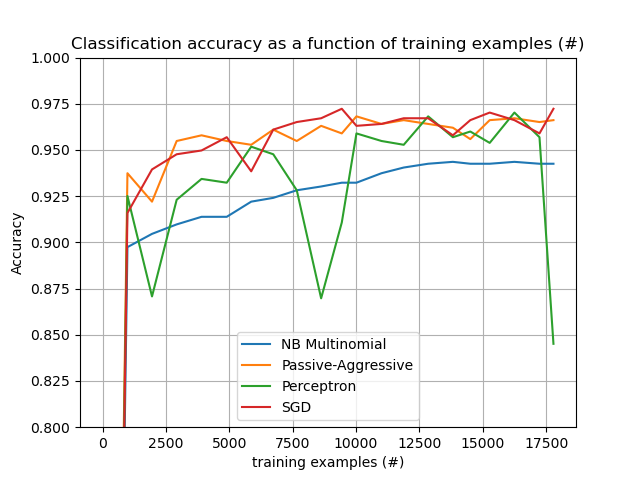 Classification accuracy as a function of training examples (#)
1.000
0.975
0.950
0.925
0.900
0.875
0.850
0.825
0.800
Accuracy
NB Multinomial
Passive-Aggressive
Perceptron
SGD
0 2500 5000 7500 10000 12500 15000 17500
training examples (#)